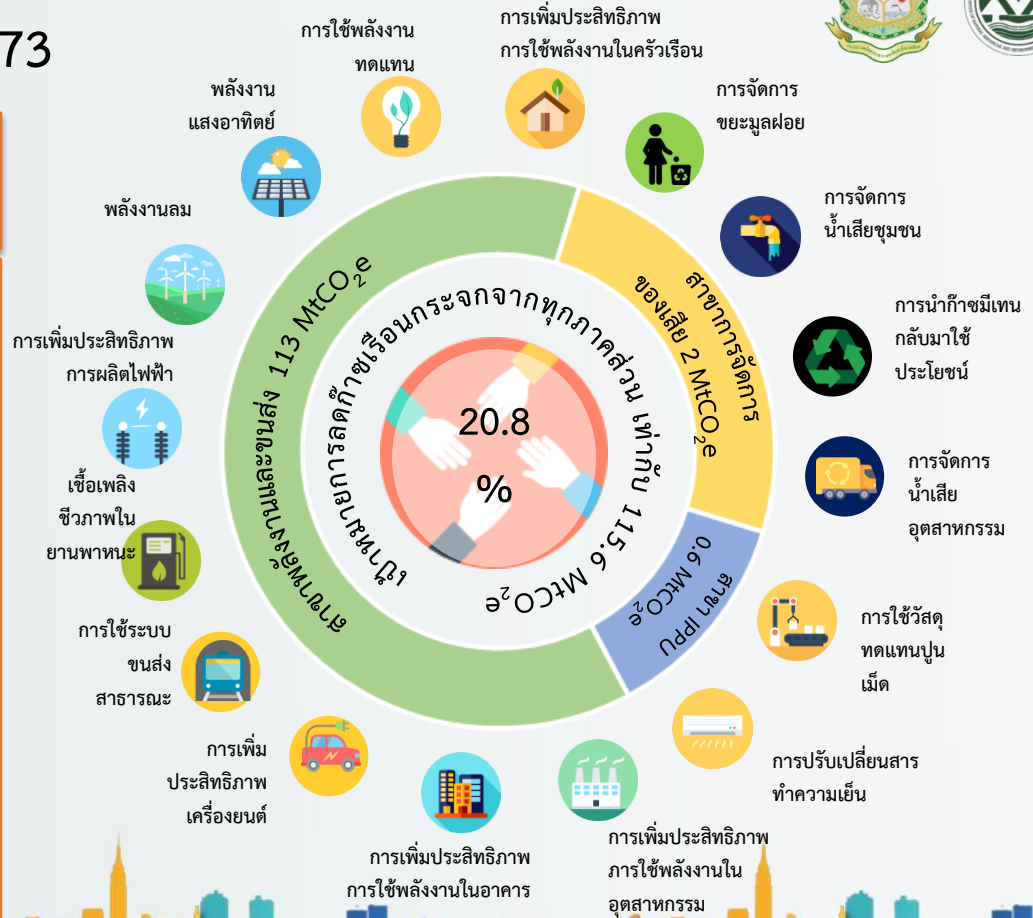 73
การใช้พลังงาน
ทดแทน
การเพิ่มประสิทธิภาพ
การใช้พลังงานในครัวเรือน
พลังงาน
แสงอาทิตย์
การจัดการ
ขยะมูลฝอย
พลังงานลม
การจัดการ
น้ำเสียชุมชน
การเพิ่มประสิทธิภาพ
การผลิตไฟฟ้า
การนำก๊าซมีเทน
กลับมาใช้
ประโยชน์
เชื้อเพลิง
ชีวภาพใน
ยานพาหนะ
การจัดการ
น้ำเสีย
อุตสาหกรรม
การใช้ระบบ
ขนส่ง
สาธารณะ
การใช้วัสดุ
ทดแทนปูน
เม็ด
การเพิ่ม
ประสิทธิภาพ
เครื่องยนต์
การปรับเปลี่ยนสาร
ทำความเย็น
การเพิ่มประสิทธิภาพ
การใช้พลังงานในอาคาร
การเพิ่มประสิทธิภาพ
ภารใช้พลังงานใน
อุตสาหกรรม
สาขาพลังงานและขนส่ง 113 MtCO₂e
สาขาการจัดการ
ของเสีย 2 MtCO₂e
สาขา IPPU
0.6 MtCO₂e
เป้าหมายการลดก๊าซเรือนกระจกจากทุกภาคส่วน เท่ากับ 115.6 MtCO₂e
20.8
%